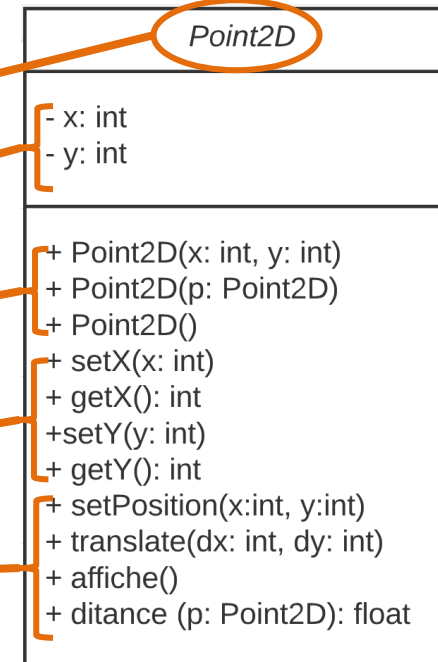 Point2D
- x: int
- y: int
+ Point2D(x: int, y: int)
+ Point2D(p: Point2D)
+ Point2D()
+ setX(x: int)
+ getX(): int
+setY(y: int)
+ getY(): int
+ setPosition(x:int, y:int)
+ translate(dx: int, dy: int)
+ affiche()
+ ditance (p: Point2D): float